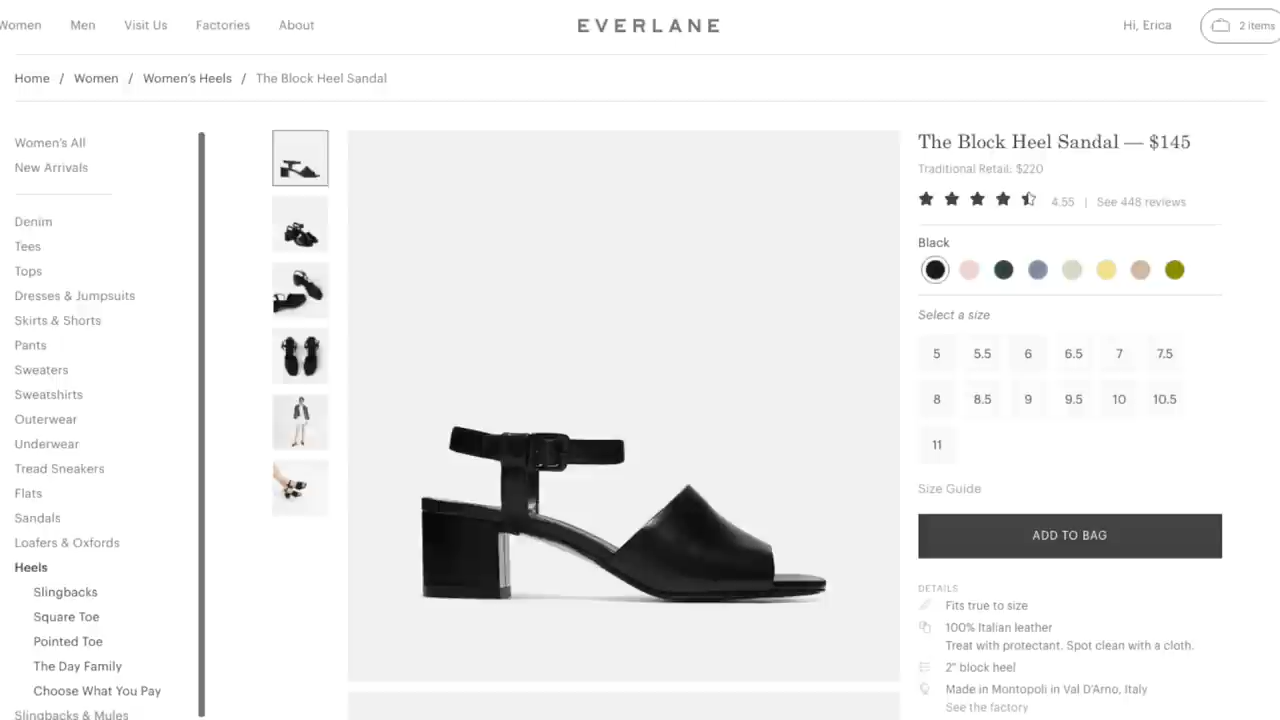 Women Men Visit Us Factories About EVERLANE Hi, Erica 2 items
Home / Women / Women's Heels / The Block Heel Sandal
Women's All
New Arrivals
Denim
Tees
Tops
Dresses & Jumpsuits
Skirts & Shorts
Pants
Sweaters
Sweatshirts
Outerwear
Underwear
Tread Sneakers
Flats
Sandals
Loafers & Oxfords
Heels
Slingbacks
Square Toe
Pointed Toe
The Day Family
Choose What You Pay
Slingbacks & Mules
The Block Heel Sandal — $145
Traditional Retail: $220
4.55 | See 448 reviews
Black
Select a size
5 5.5 6 6.5 7 7.5
8 8.5 9 9.5 10 10.5
11
Size Guide
ADD TO BAG
DETAILS
Fits true to size
100% Italian leather
Treat with protectant. Spot clean with a cloth.
2" block heel
Made in Montopoli in Val D'Arno, Italy
See the factory